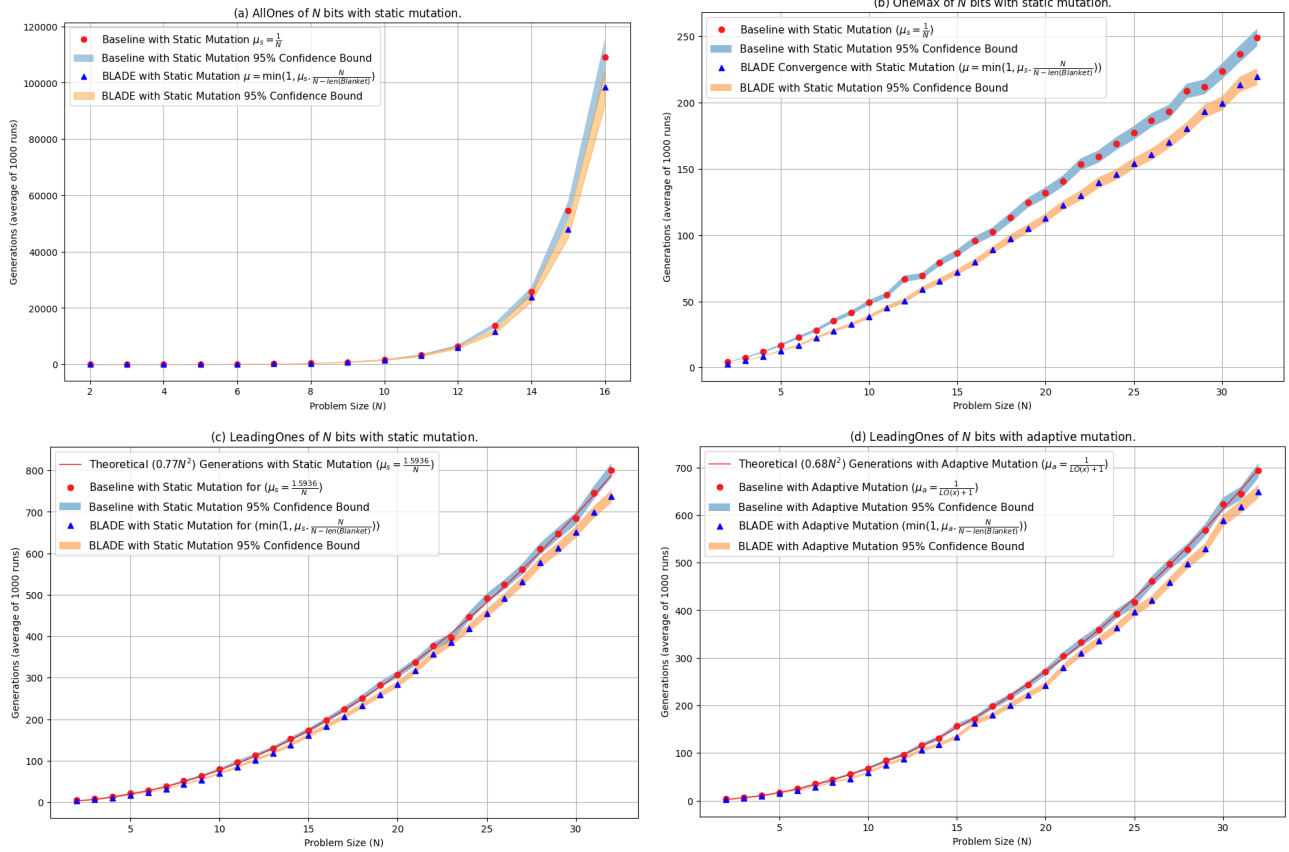 (a) AllOnes of N bits with static mutation.
Baseline with Static Mutation μ_s = 1/N
Baseline with Static Mutation 95% Confidence Bound
BLADE with Static Mutation μ = min(1, μ_s. N/(N−len(Blanket)))
BLADE with Static Mutation 95% Confidence Bound
Generations (average of 1000 runs)
120000
100000
80000
60000
40000
20000
0
2 4 6 8 10 12 14 16
Problem Size (N)
(b) OneMax of N bits with static mutation.
Baseline with Static Mutation (μ_s = 1/N)
Baseline with Static Mutation 95% Confidence Bound
BLADE Convergence with Static Mutation (μ = min(1, μ_s. N/(N−len(Blanket))))
BLADE with Static Mutation 95% Confidence Bound
Generations (average of 1000 runs)
250
200
150
100
50
0
5 10 15 20 25 30
Problem Size (N)
(c) LeadingOnes of N bits with static mutation.
Theoretical (0.77N²) Generations with Static Mutation (μ_s = 1.5936/N)
Baseline with Static Mutation for (μ_s = 1.5936/N)
Baseline with Static Mutation 95% Confidence Bound
BLADE with Static Mutation for (min(1, μ_s. N/(N−len(Blanket))))
BLADE with Static Mutation 95% Confidence Bound
Generations (average of 1000 runs)
800
700
600
500
400
300
200
100
0
5 10 15 20 25 30
Problem Size (N)
(d) LeadingOnes of N bits with adaptive mutation.
Theoretical (0.68N²) Generations with Adaptive Mutation (μ_a = 1/(LO(x)+1))
Baseline with Adaptive Mutation (μ_a = 1/(LO(x)+1))
Baseline with Adaptive Mutation 95% Confidence Bound
BLADE with Adaptive Mutation (min(1, μ_a. N/(N−len(Blanket))))
BLADE with Adaptive Mutation 95% Confidence Bound
Generations (average of 1000 runs)
700
600
500
400
300
200
100
0
5 10 15 20 25 30
Problem Size (N)